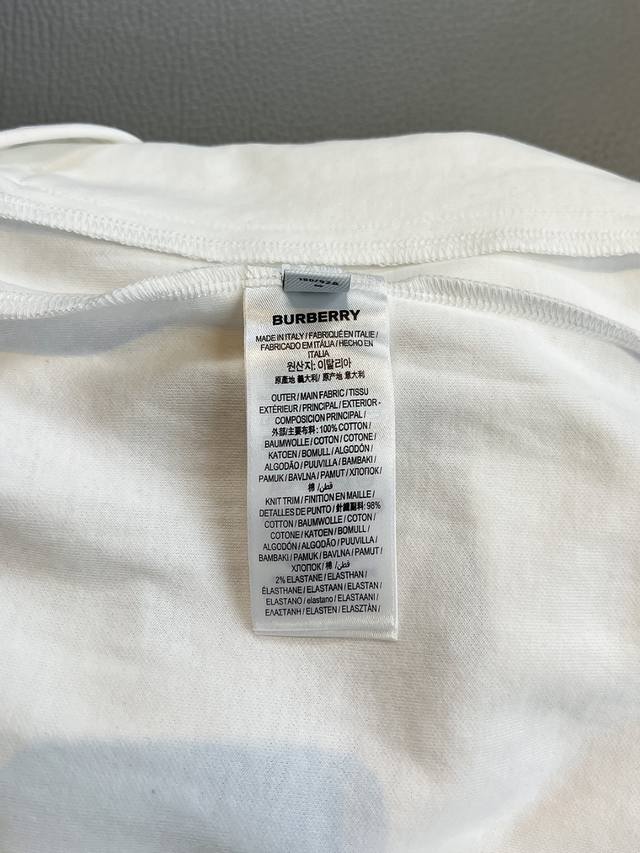 BURBERRY
MADE IN ITALY / FABRIQUÉ EN ITALIE /
FABRICADO EM ITÁLIA / HECHO EN
ITALIA
원산지: 이탈리아
原產地 義大利/ 原产地 意大利
OUTER / MAIN FABRIC / TISSU
EXTÉRIEUR / PRINCIPAL / EXTERIOR -
COMPOSICION PRINCIPAL /
外部/主要布料: 100% COTTON /
BAUMWOLLE / COTON / COTONE /
KATOEN / BOMULL / ALGODÓN /
ALGODÃO / PUUVILLA / BAMBAKI /
PAMUK / BAVLNA / PAMUT / ХЛОПОК /
棉 / قطن /
KNIT TRIM / FINITION EN MAILLE /
DETALLES DE PUNTO / 針織副料: 98%
COTTON / BAUMWOLLE / COTON /
COTONE / KATOEN / BOMULL /
ALGODÓN / ALGODÃO / PUUVILLA /
BAMBAKI / PAMUK / BAVLNA / PAMUT /
ХЛОПОК / 棉 / قطن /
2% ELASTANE / ELASTHAN /
ÉLASTHANE / ELASTAAN / ELASTAN /
ELASTANO / elastano / ELASTAANI /
ΕΛΑΣΤΑΝΗ / ELASTEN / ELASZTÁN /